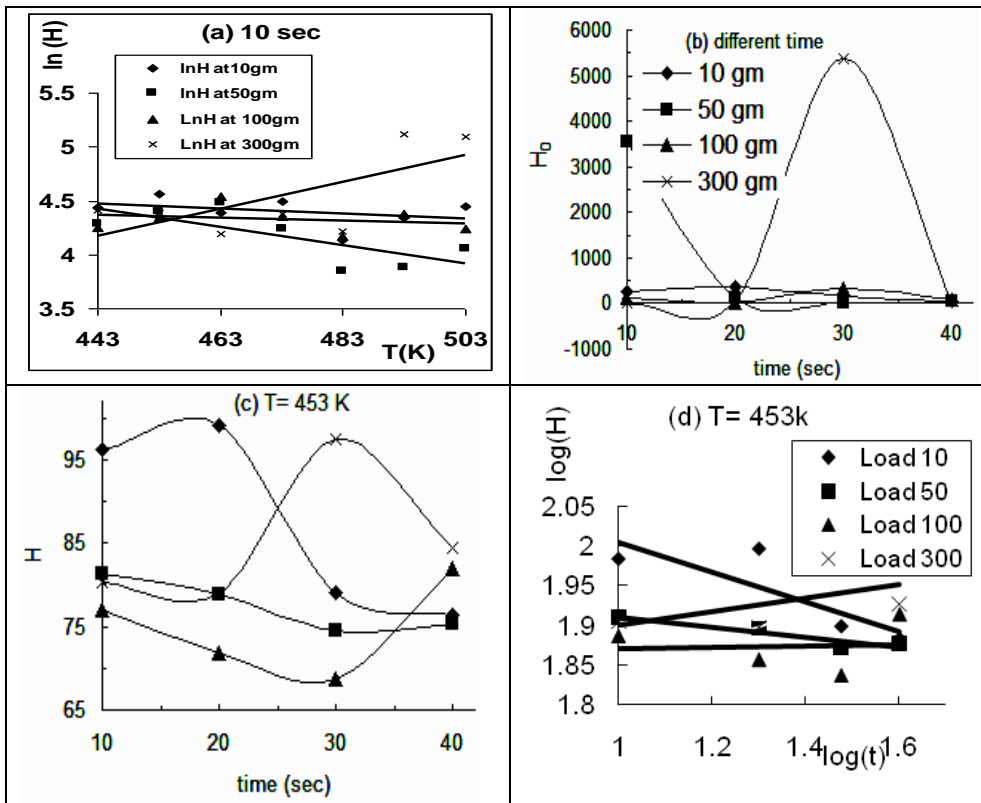 (a) 10 sec
ln(H)
lnH at10gm
lnH at50gm
LnH at 100gm
LnH at 300gm
5.5
5
4.5
4
3.5
443 463 483 503
T(K)
(b) different time
10 gm
50 gm
100 gm
300 gm
H0
6000
5000
4000
3000
2000
1000
0
-1000
10 20 30 40
time (sec)
(c) T= 453 K
H
95
85
75
65
10 20 30 40
time (sec)
(d) T= 453k
log(H)
Load 10
Load 50
Load 100
Load 300
2.05
2
1.95
1.9
1.85
1.8
1 1.2 1.4 1.6
log(t)